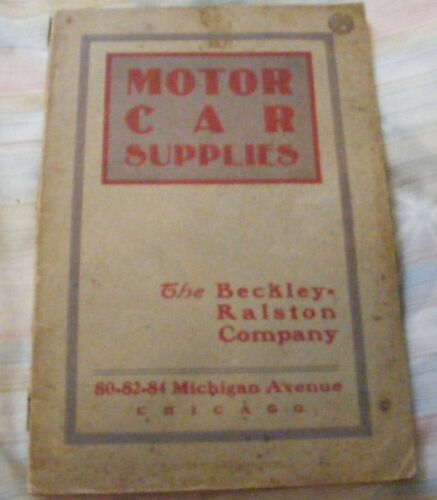 MOTOR
CAR
SUPPLIES
The Beckley-
Ralston
Company
80-82-84 Michigan Avenue
CHICAGO